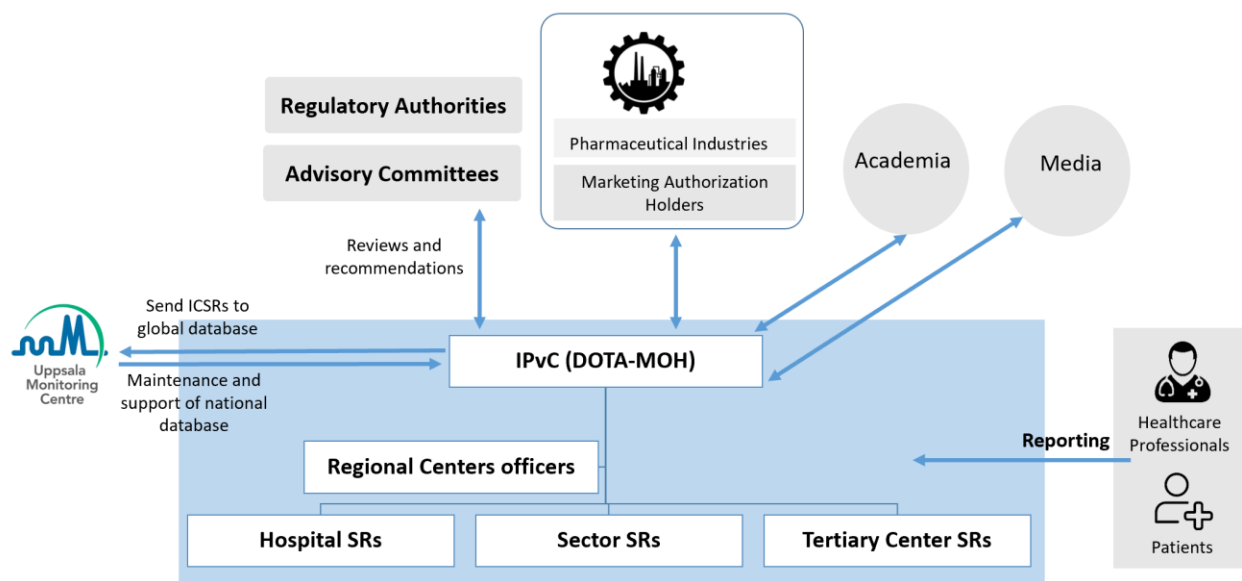 Regulatory Authorities
Advisory Committees
Pharmaceutical Industries
Marketing Authorization
Holders
Academia
Media
Reviews and
recommendations
Send ICSRs to
global database
Uppsala
Monitoring
Centre
Maintenance and
support of national
database
IPvC (DOTA-MOH)
Regional Centers officers
Hospital SRs
Sector SRs
Tertiary Center SRs
Reporting
Healthcare
Professionals
Patients